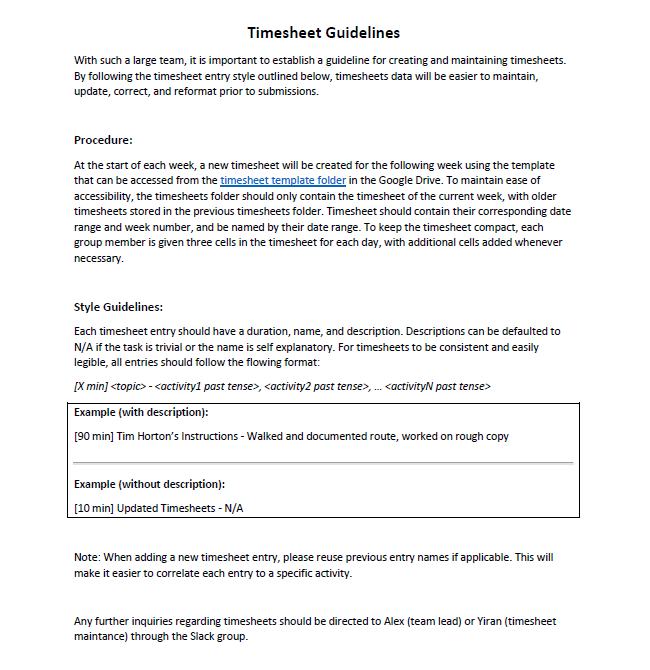 Timesheet Guidelines
With such a large team, it is important to establish a guideline for creating and maintaining timesheets.
By following the timesheet entry style outlined below, timesheets data will be easier to maintain,
update, correct, and reformat prior to submissions.
Procedure:
At the start of each week, a new timesheet will be created for the following week using the template
that can be accessed from the timesheet template folder in the Google Drive. To maintain ease of
accessibility, the timesheets folder should only contain the timesheet of the current week, with older
timesheets stored in the previous timesheets folder. Timesheet should contain their corresponding date
range and week number, and be named by their date range. To keep the timesheet compact, each
group member is given three cells in the timesheet for each day, with additional cells added whenever
necessary.
Style Guidelines:
Each timesheet entry should have a duration, name, and description. Descriptions can be defaulted to
N/A if the task is trivial or the name is self explanatory. For timesheets to be consistent and easily
legible, all entries should follow the flowing format:
[X min] <topic> - <activity1 past tense>, <activity2 past tense>, ... <activityN past tense>
Example (with description):
[90 min] Tim Horton's Instructions - Walked and documented route, worked on rough copy
Example (without description):
[10 min] Updated Timesheets - N/A
Note: When adding a new timesheet entry, please reuse previous entry names if applicable. This will
make it easier to correlate each entry to a specific activity.
Any further inquiries regarding timesheets should be directed to Alex (team lead) or Yiran (timesheet
maintance) through the Slack group.